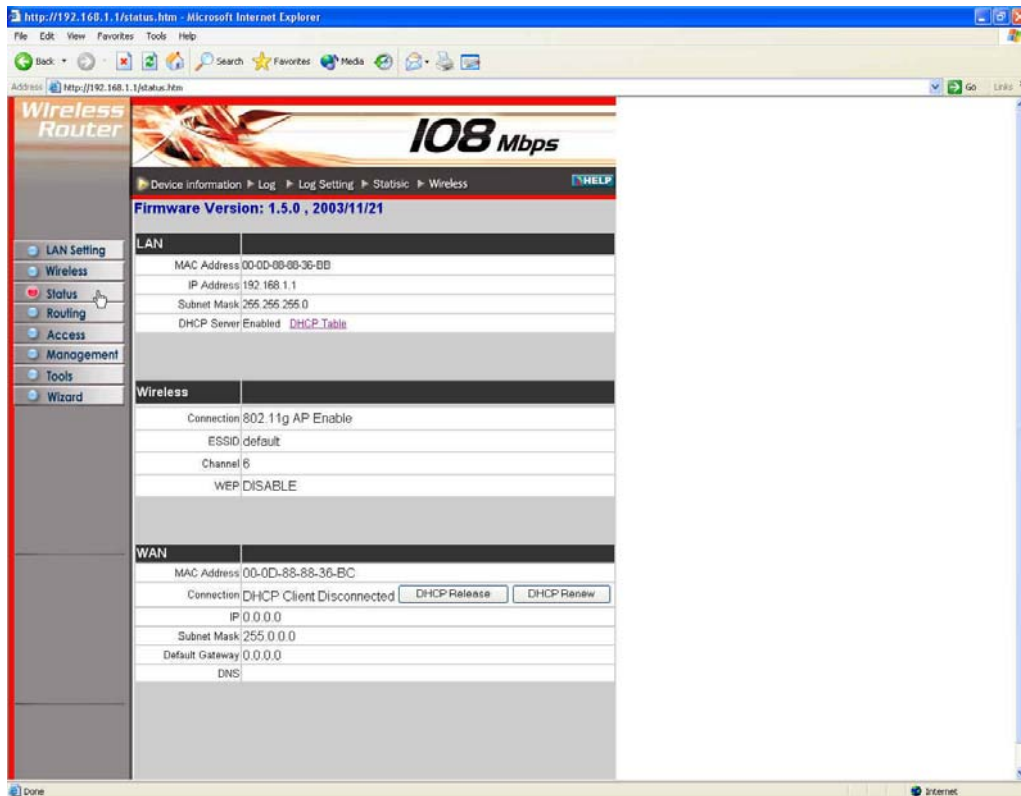 http://192.168.1.1/status.htm - Microsoft Internet Explorer
File Edit View Favorites Tools Help
Back Search Favorites Media
Address http://192.168.1.1/status.htm Go Links
Wireless
Router
108 Mbps
Device information Log Log Setting Statisic Wireless HELP
Firmware Version: 1.5.0 , 2003/11/21
LAN Setting
Wireless
Status
Routing
Access
Management
Tools
Wizard
LAN
MAC Address 00-0D-88-88-36-BB
IP Address 192.168.1.1
Subnet Mask 255.255.255.0
DHCP Server Enabled DHCP Table
Wireless
Connection 802.11g AP Enable
ESSID default
Channel 6
WEP DISABLE
WAN
MAC Address 00-0D-88-88-36-BC
Connection DHCP Client Disconnected DHCP Release DHCP Renew
IP 0.0.0.0
Subnet Mask 255.0.0.0
Default Gateway 0.0.0.0
DNS
Done Internet